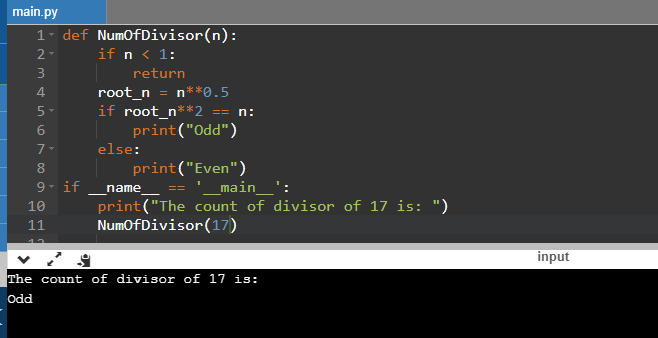 main.py
1 def NumOfDivisor(n):
2     if n < 1:
3         return
4     root_n = n**0.5
5     if root_n**2 == n:
6         print("Odd")
7     else:
8         print("Even")
9 if __name__ == '__main__':
10     print("The count of divisor of 17 is: ")
11     NumOfDivisor(17)
12
input
The count of divisor of 17 is:
Odd